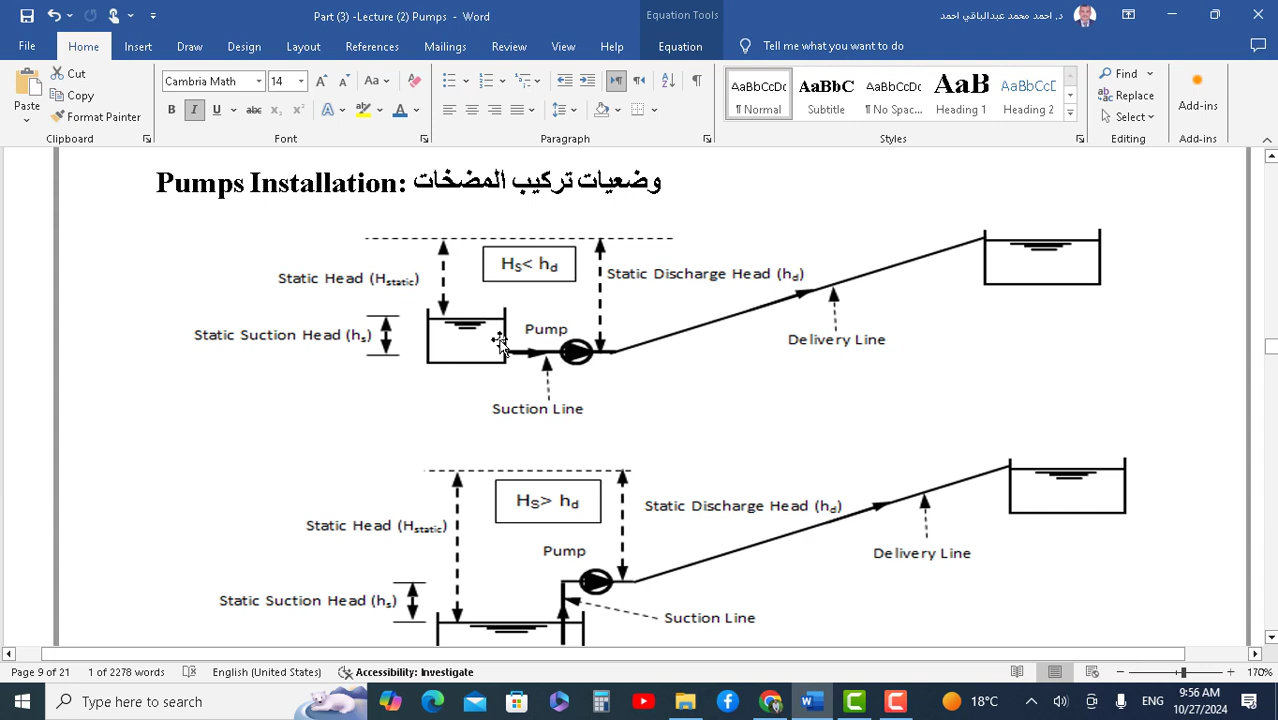 Part (3) -Lecture (2) Pumps - Word
Equation Tools
د. احمد محمد عبدالباقي احمد
File Home Insert Draw Design Layout References Mailings Review View Help Equation Tell me what you want to do
Paste
Cut
Copy
Format Painter
Clipboard
Cambria Math 14
Font
Paragraph
AaBbCcDc AaBbC AaBbCcDc AaB AaBbCcDc
¶ Normal Subtitle ¶ No Spac... Heading 1 Heading 2
Styles
Find
Replace
Select
Editing
Add-ins
Add-ins
Pumps Installation: وضعيات تركيب المضخات
Static Head (Hstatic)
HS< hd
Static Discharge Head (hd)
Static Suction Head (hs)
Pump
Delivery Line
Suction Line
Static Head (Hstatic)
HS> hd
Static Discharge Head (hd)
Pump
Delivery Line
Static Suction Head (hs)
Suction Line
Page 9 of 21 1 of 2278 words English (United States) Accessibility: Investigate 170%
Type here to search
18°C
ENG
9:56 AM
10/27/2024